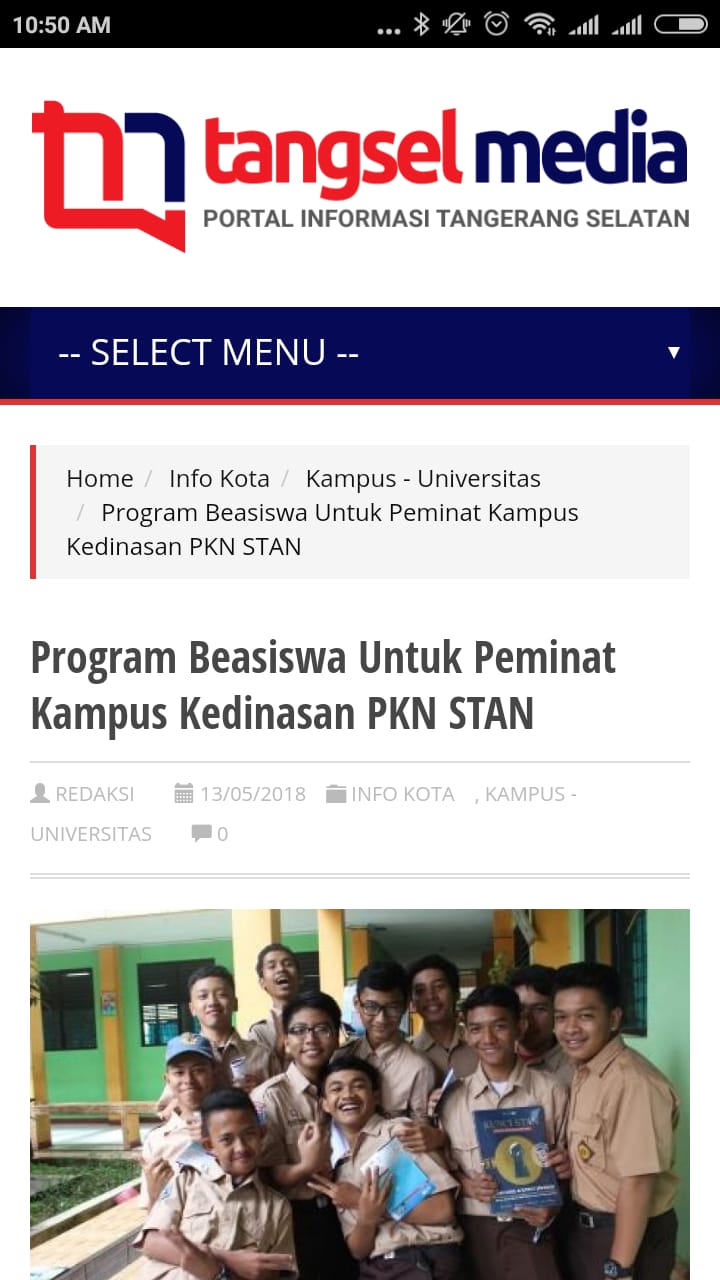 10:50 AM
tangsel media
PORTAL INFORMASI TANGERANG SELATAN
-- SELECT MENU --
Home / Info Kota / Kampus - Universitas
/ Program Beasiswa Untuk Peminat Kampus
Kedinasan PKN STAN
Program Beasiswa Untuk Peminat
Kampus Kedinasan PKN STAN
REDAKSI 13/05/2018 INFO KOTA , KAMPUS -
UNIVERSITAS 0
KUNCI STAN